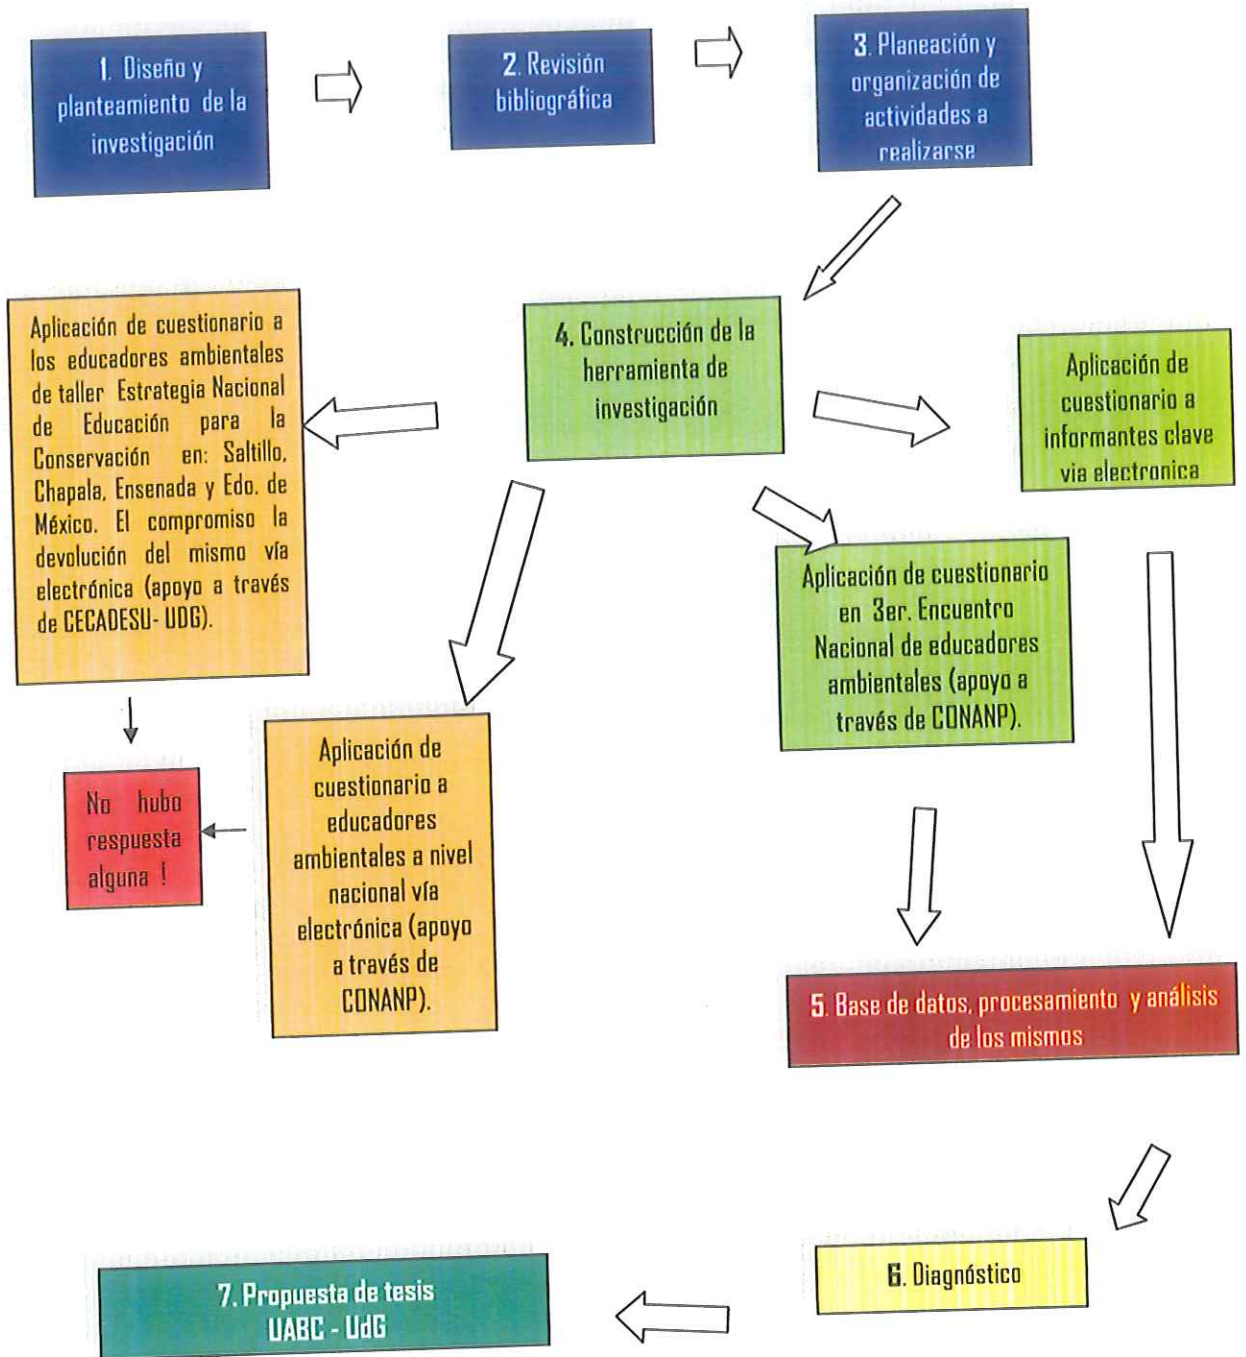 1. Diseño y
planteamiento de la
investigación
2. Revisión
bibliográfica
3. Planeación y
organización de
actividades a
realizarse
4. Construcción de la
herramienta de
investigación
Aplicación de cuestionario a
los educadores ambientales
de taller Estrategia Nacional
de Educación para la
Conservación en: Saltillo,
Chapala, Ensenada y Edo. de
México. El compromiso la
devolución del mismo vía
electrónica (apoyo a través
de CECADESU- UDG).
Aplicación de
cuestionario a
informantes clave
via electronica
Aplicación de cuestionario
en 3er. Encuentro
Nacional de educadores
ambientales (apoyo a
través de CONANP).
Aplicación de
cuestionario a
educadores
ambientales a nivel
nacional vía
electrónica (apoyo
a través de
CONANP).
No hubo
respuesta
alguna !
5. Base de datos, procesamiento y análisis
de los mismos
6. Diagnóstico
7. Propuesta de tesis
UABC - UdG